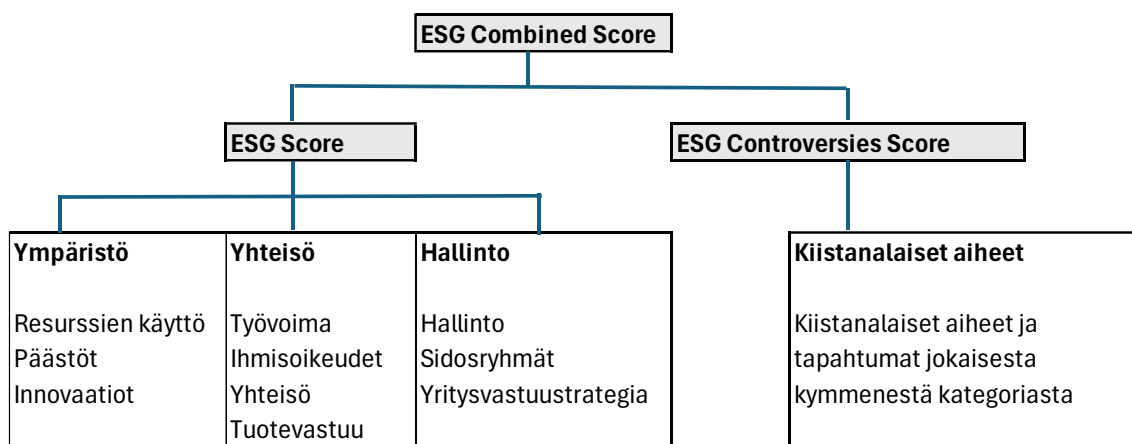 ESG Combined Score
ESG Score
ESG Controversies Score
Ympäristö
Resurssien käyttö
Päästöt
Innovaatiot
Yhteisö
Työvoima
Ihmisoikeudet
Yhteisö
Tuotevastuu
Hallinto
Hallinto
Sidosryhmät
Yritysvastuustrategia
Kiistanalaiset aiheet
Kiistanalaiset aiheet ja
tapahtumat jokaisesta
kymmenestä kategoriasta